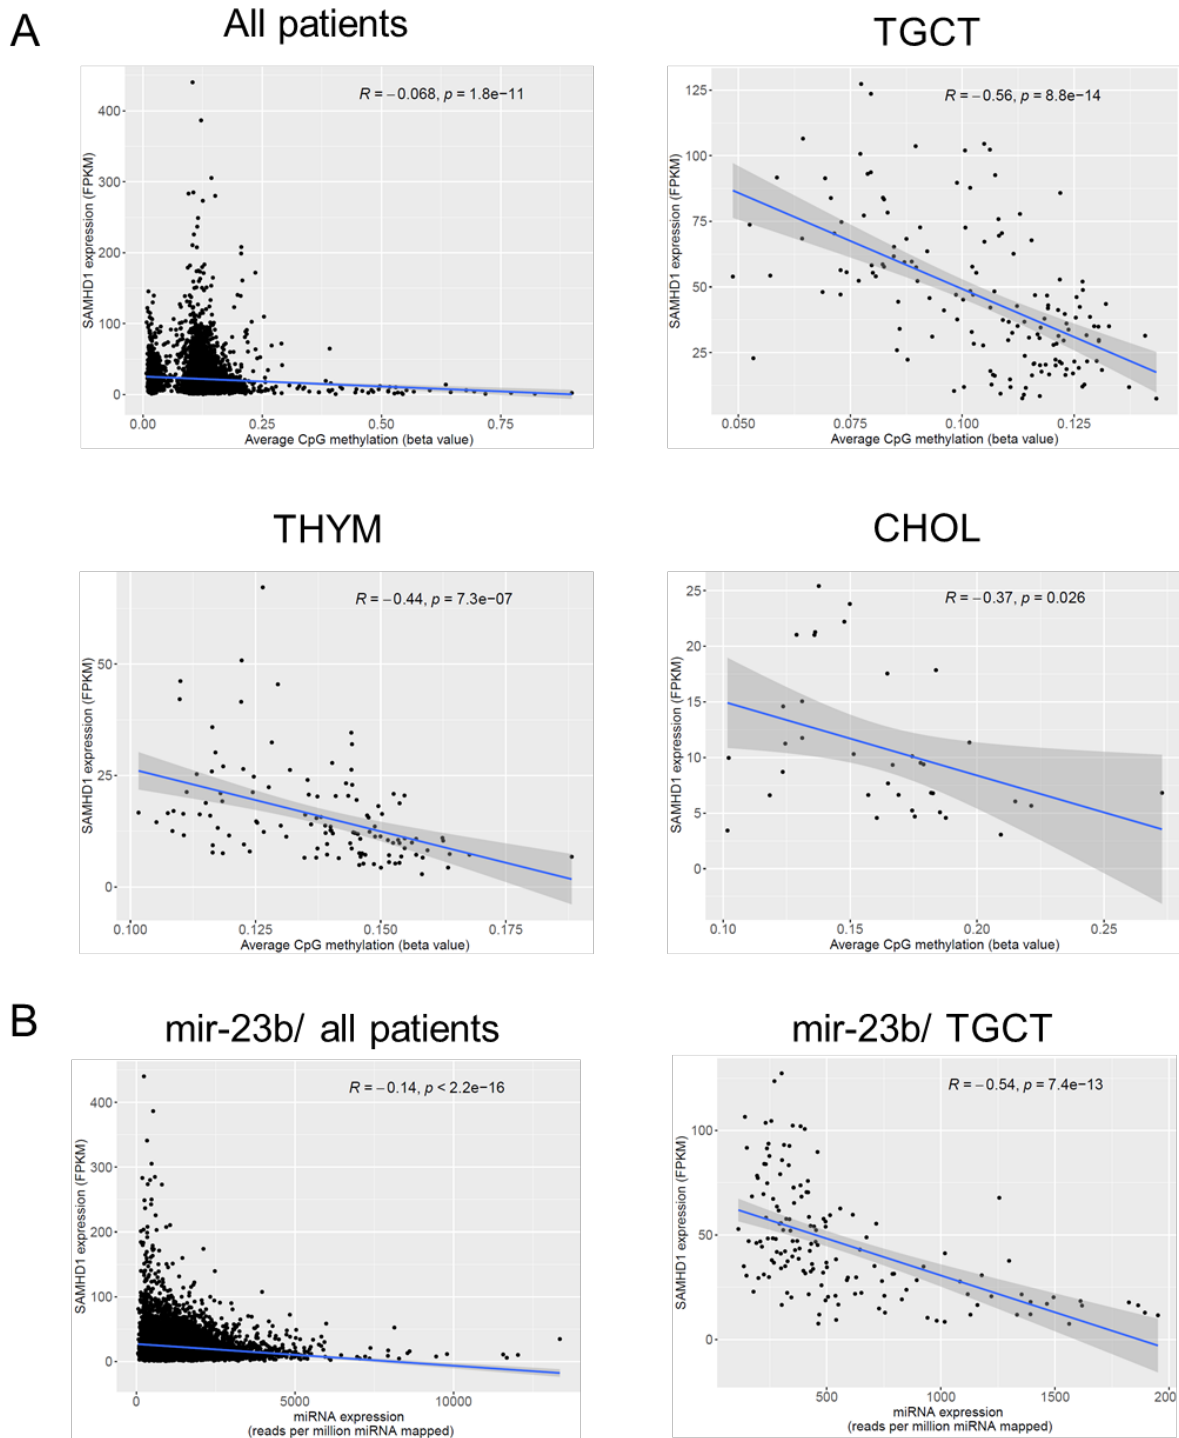 A
All patients
R = −0.068, p = 1.8e−11
SAMHD1 expression (FPKM)
400
300
200
100
0
0.00 0.25 0.50 0.75
Average CpG methylation (beta value)
TGCT
R = −0.56, p = 8.8e−14
SAMHD1 expression (FPKM)
125
100
75
50
25
0.050 0.075 0.100 0.125
Average CpG methylation (beta value)
THYM
R = −0.44, p = 7.3e−07
SAMHD1 expression (FPKM)
50
25
0
0.100 0.125 0.150 0.175
Average CpG methylation (beta value)
CHOL
R = −0.37, p = 0.026
SAMHD1 expression (FPKM)
25
20
15
10
5
0
0.10 0.15 0.20 0.25
Average CpG methylation (beta value)
B
mir-23b/ all patients
R = −0.14, p < 2.2e−16
SAMHD1 expression (FPKM)
400
300
200
100
0
0 5000 10000
miRNA expression
(reads per million miRNA mapped)
mir-23b/ TGCT
R = −0.54, p = 7.4e−13
SAMHD1 expression (FPKM)
100
50
0
500 1000 1500 200
miRNA expression
(reads per million miRNA mapped)